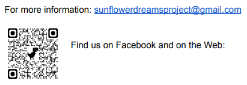 For more information: sunflowerdreamsproject@gmail.com
Find us on Facebook and on the Web: